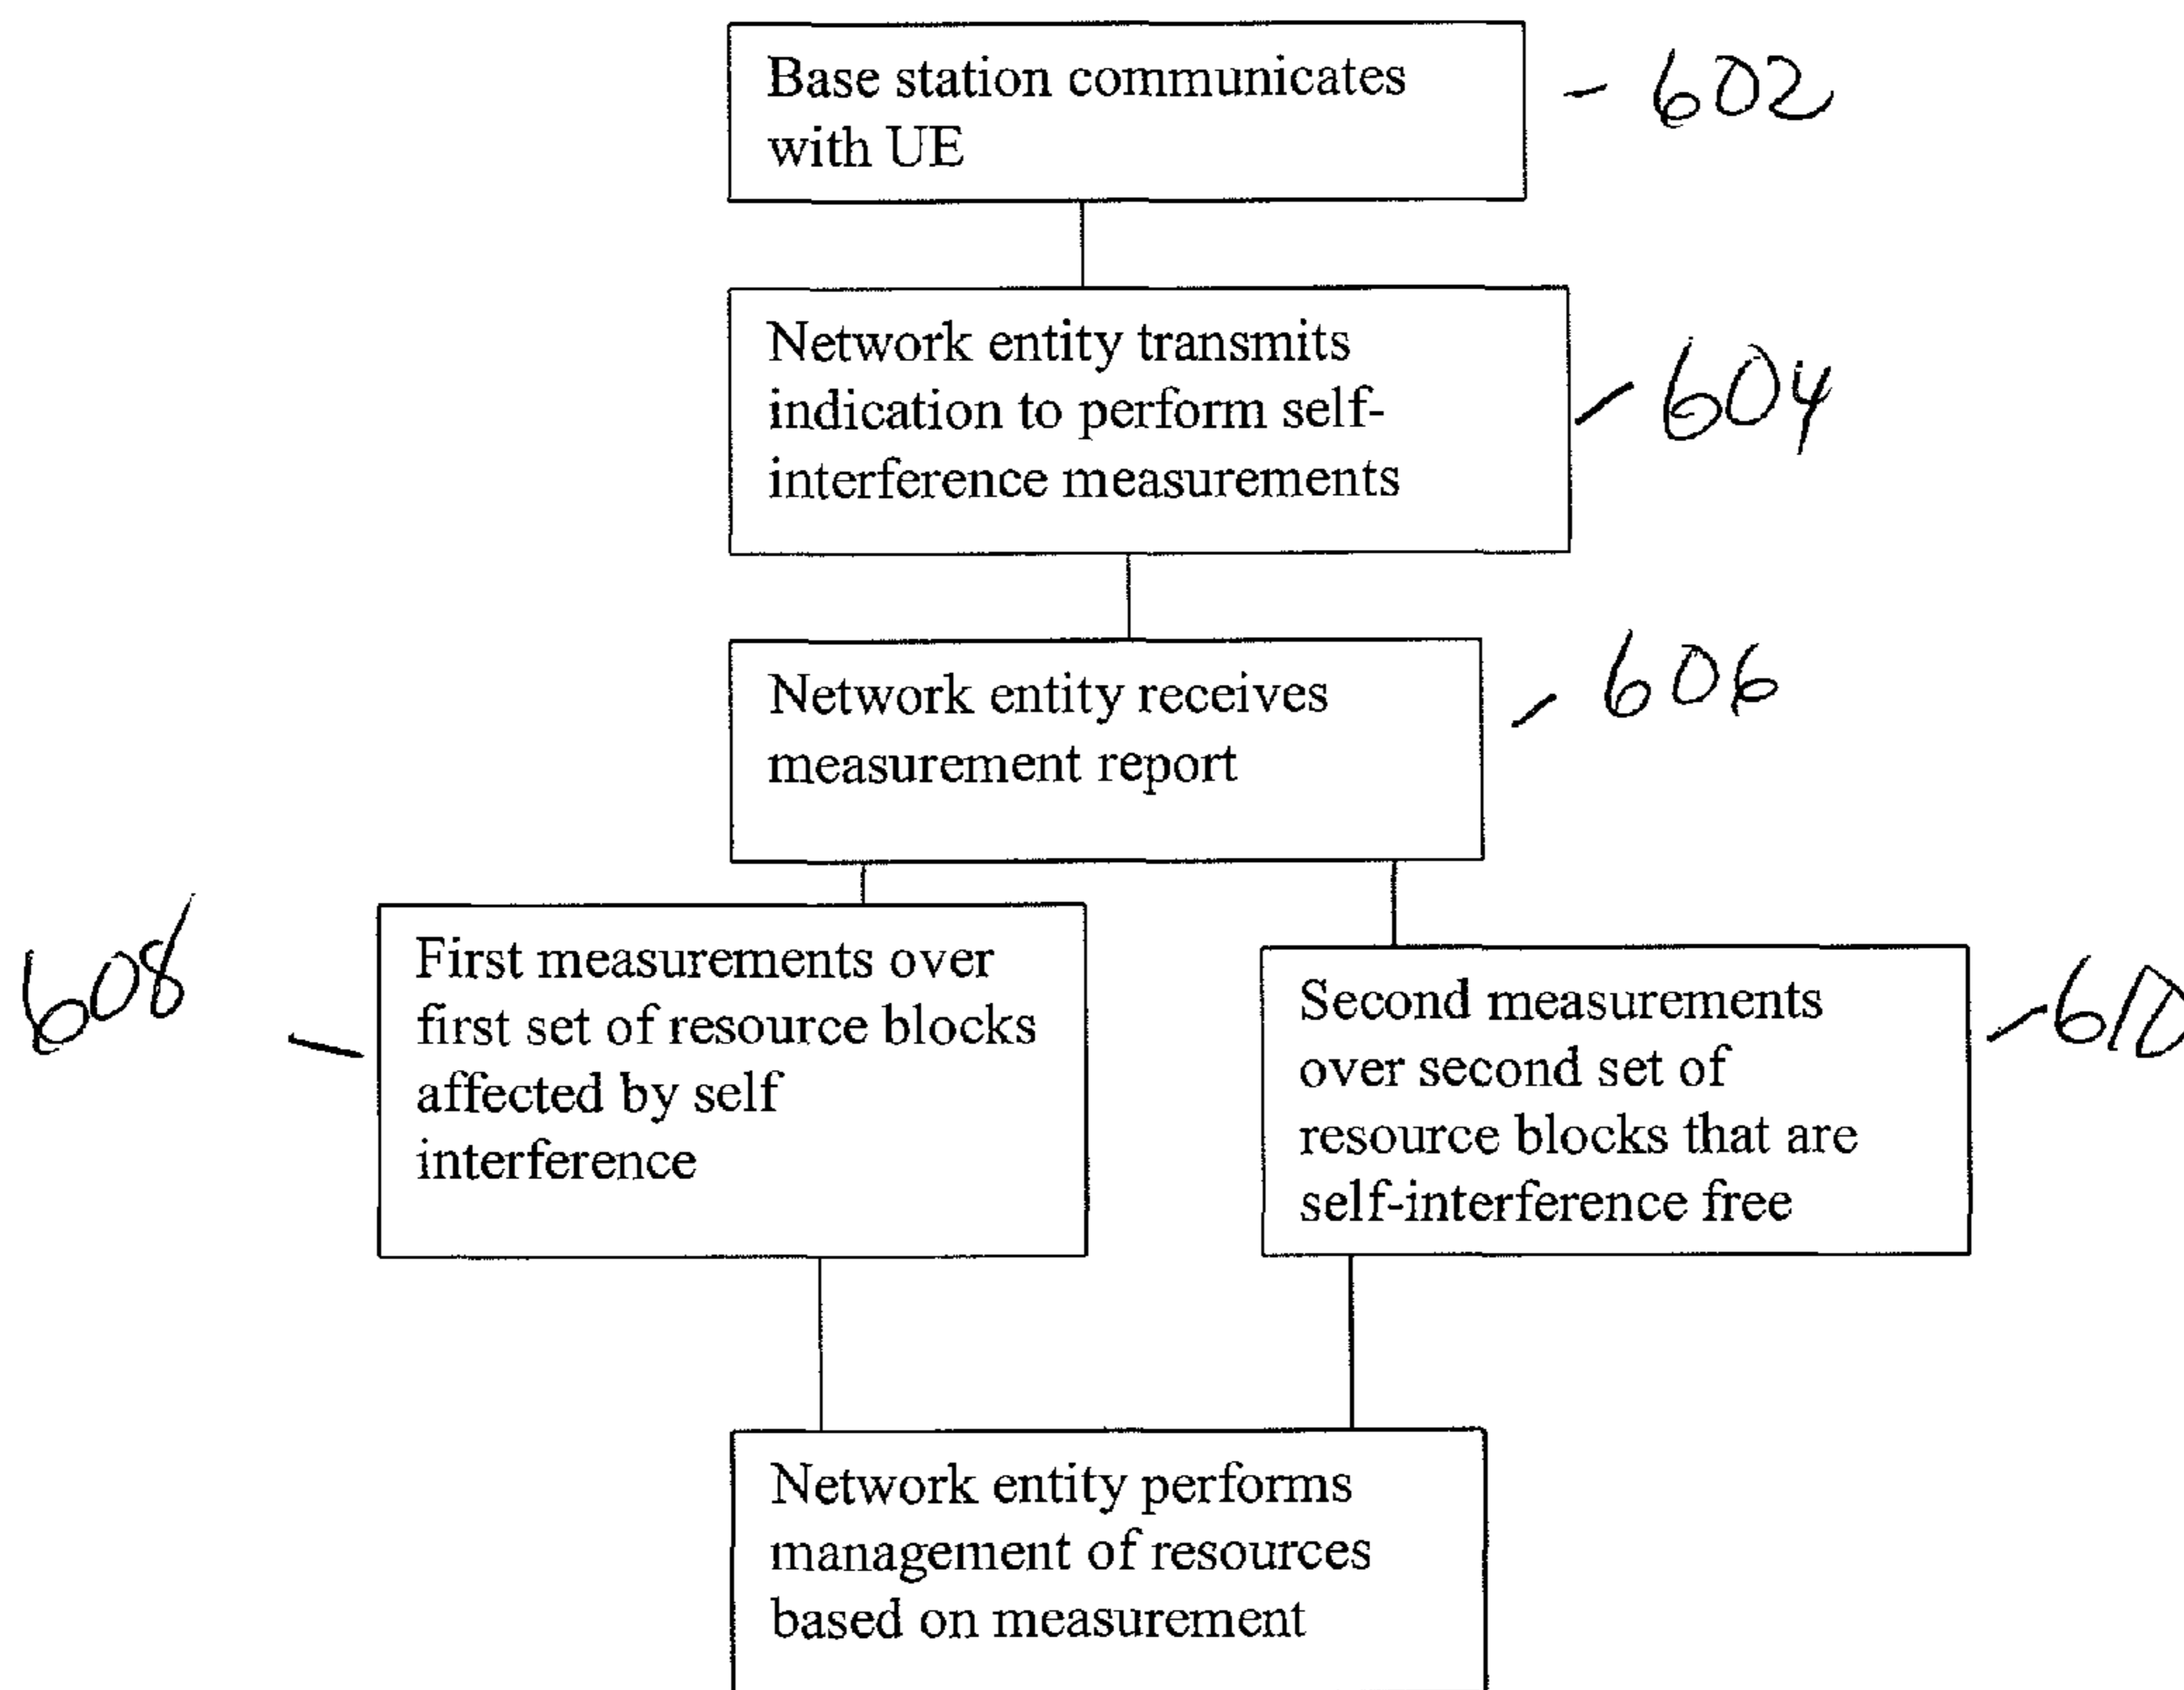 Base station communicates
with UE
- 602
Network entity transmits
indication to perform self-
interference measurements
- 604
Network entity receives
measurement report
- 606
608 -
First measurements over
first set of resource blocks
affected by self
interference
Second measurements
over second set of
resource blocks that are
self-interference free
- 610
Network entity performs
management of resources
based on measurement